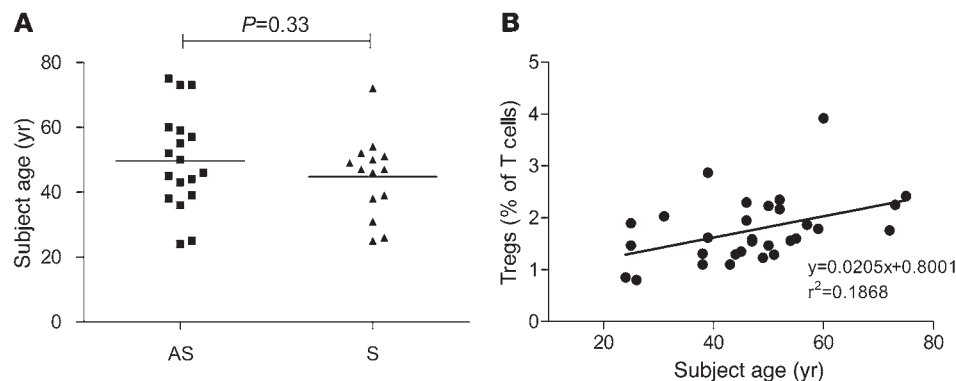 A
P=0.33
Subject age (yr)
80
60
40
20
0
AS
S
B
Tregs (% of T cells)
5
4
3
2
1
0
y=0.0205x+0.8001
r²=0.1868
20
40
60
80
Subject age (yr)